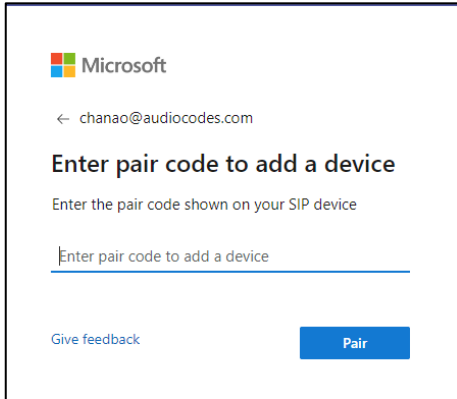 Microsoft
← chanao@audiocodes.com
Enter pair code to add a device
Enter the pair code shown on your SIP device
Enter pair code to add a device
Give feedback
Pair